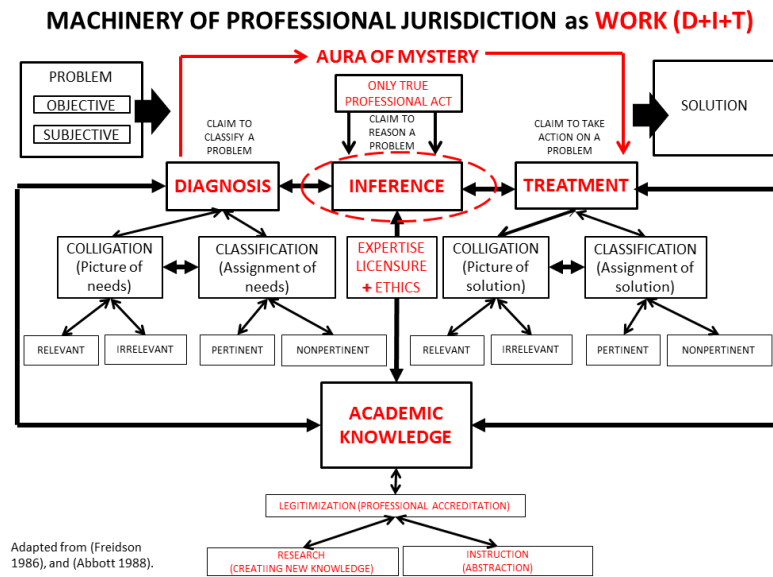 MACHINERY OF PROFESSIONAL JURISDICTION as WORK (D+I+T)
AURA OF MYSTERY
PROBLEM
OBJECTIVE
SUBJECTIVE
ONLY TRUE
PROFESSIONAL ACT
SOLUTION
CLAIM TO
CLASSIFY A
PROBLEM
CLAIM TO
REASON A
PROBLEM
CLAIM TO TAKE
ACTION ON A
PROBLEM
DIAGNOSIS
INFERENCE
TREATMENT
COLLIGATION
(Picture of
needs)
CLASSIFICATION
(Assignment of
needs)
EXPERTISE
LICENSURE
+ ETHICS
COLLIGATION
(Picture of
solution)
CLASSIFICATION
(Assignment of
solution)
RELEVANT
IRRELEVANT
PERTINENT
NONPERTINENT
RELEVANT
IRRELEVANT
PERTINENT
NONPERTINENT
ACADEMIC
KNOWLEDGE
LEGITIMIZATION (PROFESSIONAL ACCREDITATION)
RESEARCH
(CREATIING NEW KNOWLEDGE)
INSTRUCTION
(ABSTRACTION)
Adapted from (Freidson
1986), and (Abbott 1988).